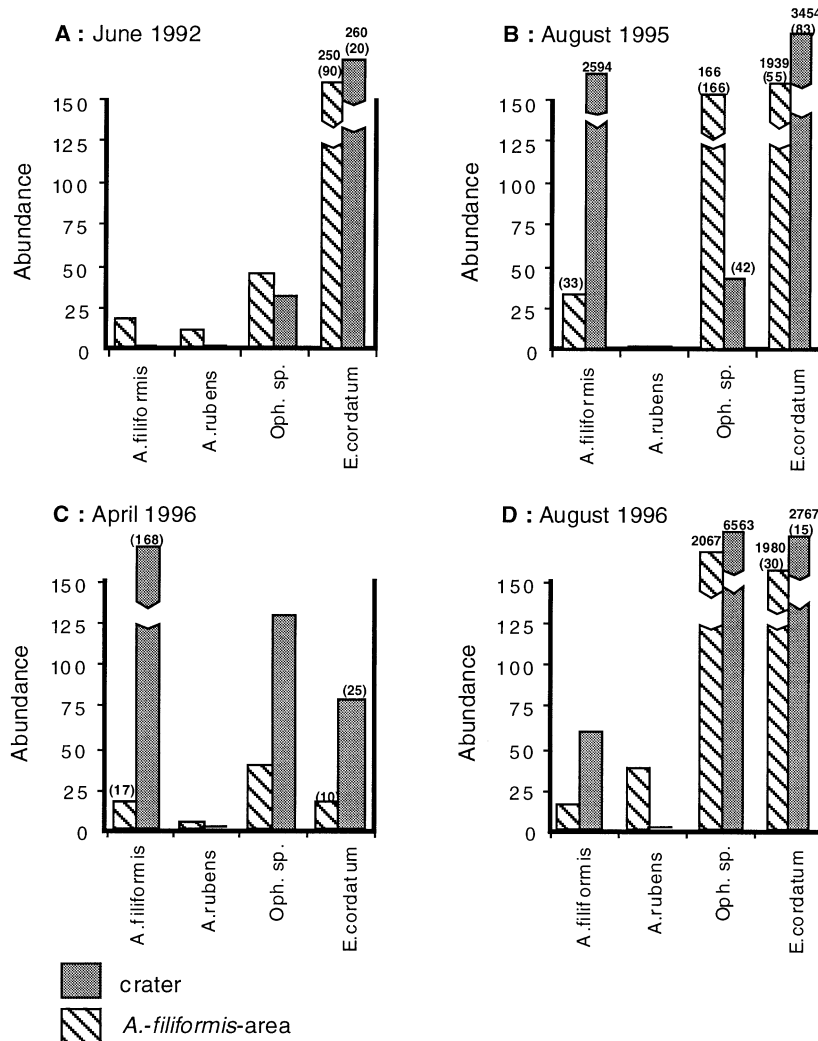 A : June 1992
Abundance
150
125
100
75
50
25
0
250
(90)
260
(20)
A.filiformis
A.rubens
Oph. sp.
E.cordatum
B : August 1995
Abundance
150
125
100
75
50
25
0
(33)
2594
166
(166)
(42)
1939
(55)
3454
(83)
A.filiformis
A.rubens
Oph. sp.
E.cordatum
C : April 1996
Abundance
150
125
100
75
50
25
0
(17)
(168)
(10)
(25)
A.filiformis
A.rubens
Oph. sp.
E.cordatum
D : August 1996
Abundance
150
125
100
75
50
25
0
2067
6563
1980
(30)
2767
(15)
A.filiformis
A.rubens
Oph. sp.
E.cordatum
crater
A.-filiformis-area